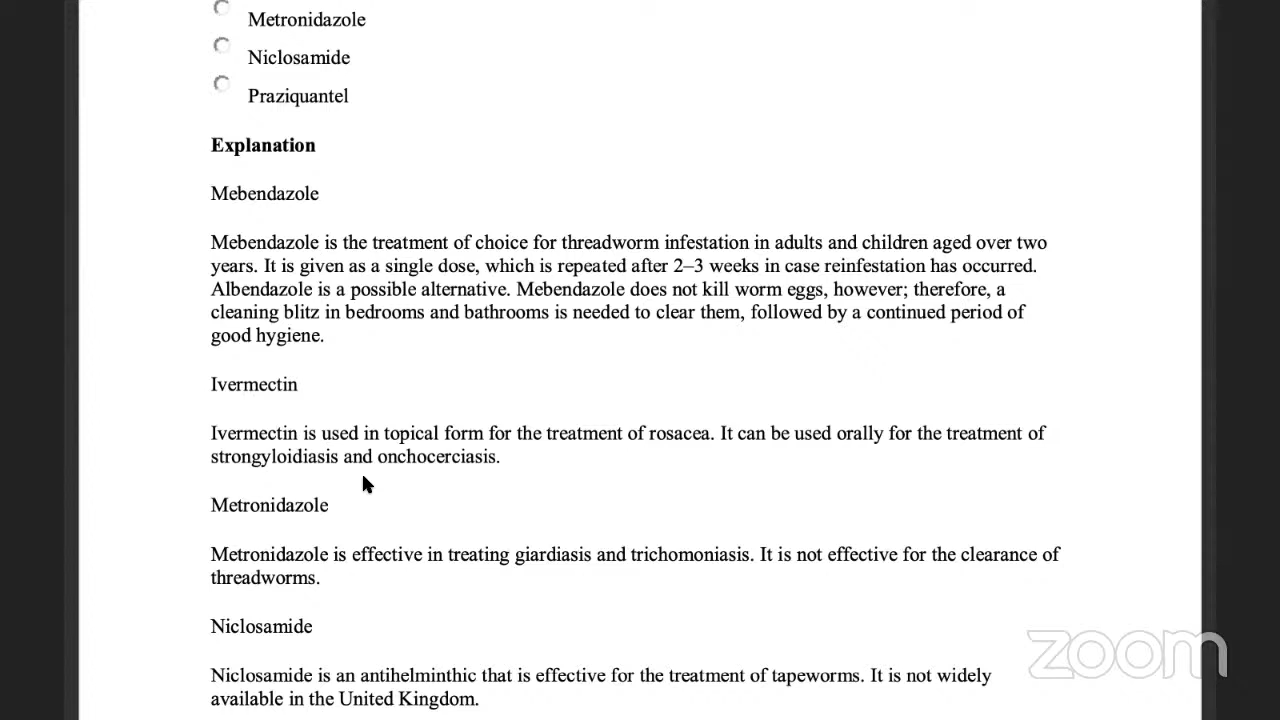 Metronidazole
Niclosamide
Praziquantel
Explanation
Mebendazole
Mebendazole is the treatment of choice for threadworm infestation in adults and children aged over two
years. It is given as a single dose, which is repeated after 2–3 weeks in case reinfestation has occurred.
Albendazole is a possible alternative. Mebendazole does not kill worm eggs, however; therefore, a
cleaning blitz in bedrooms and bathrooms is needed to clear them, followed by a continued period of
good hygiene.
Ivermectin
Ivermectin is used in topical form for the treatment of rosacea. It can be used orally for the treatment of
strongyloidiasis and onchocerciasis.
Metronidazole
Metronidazole is effective in treating giardiasis and trichomoniasis. It is not effective for the clearance of
threadworms.
Niclosamide
Niclosamide is an antihelminthic that is effective for the treatment of tapeworms. It is not widely
available in the United Kingdom.
zoom